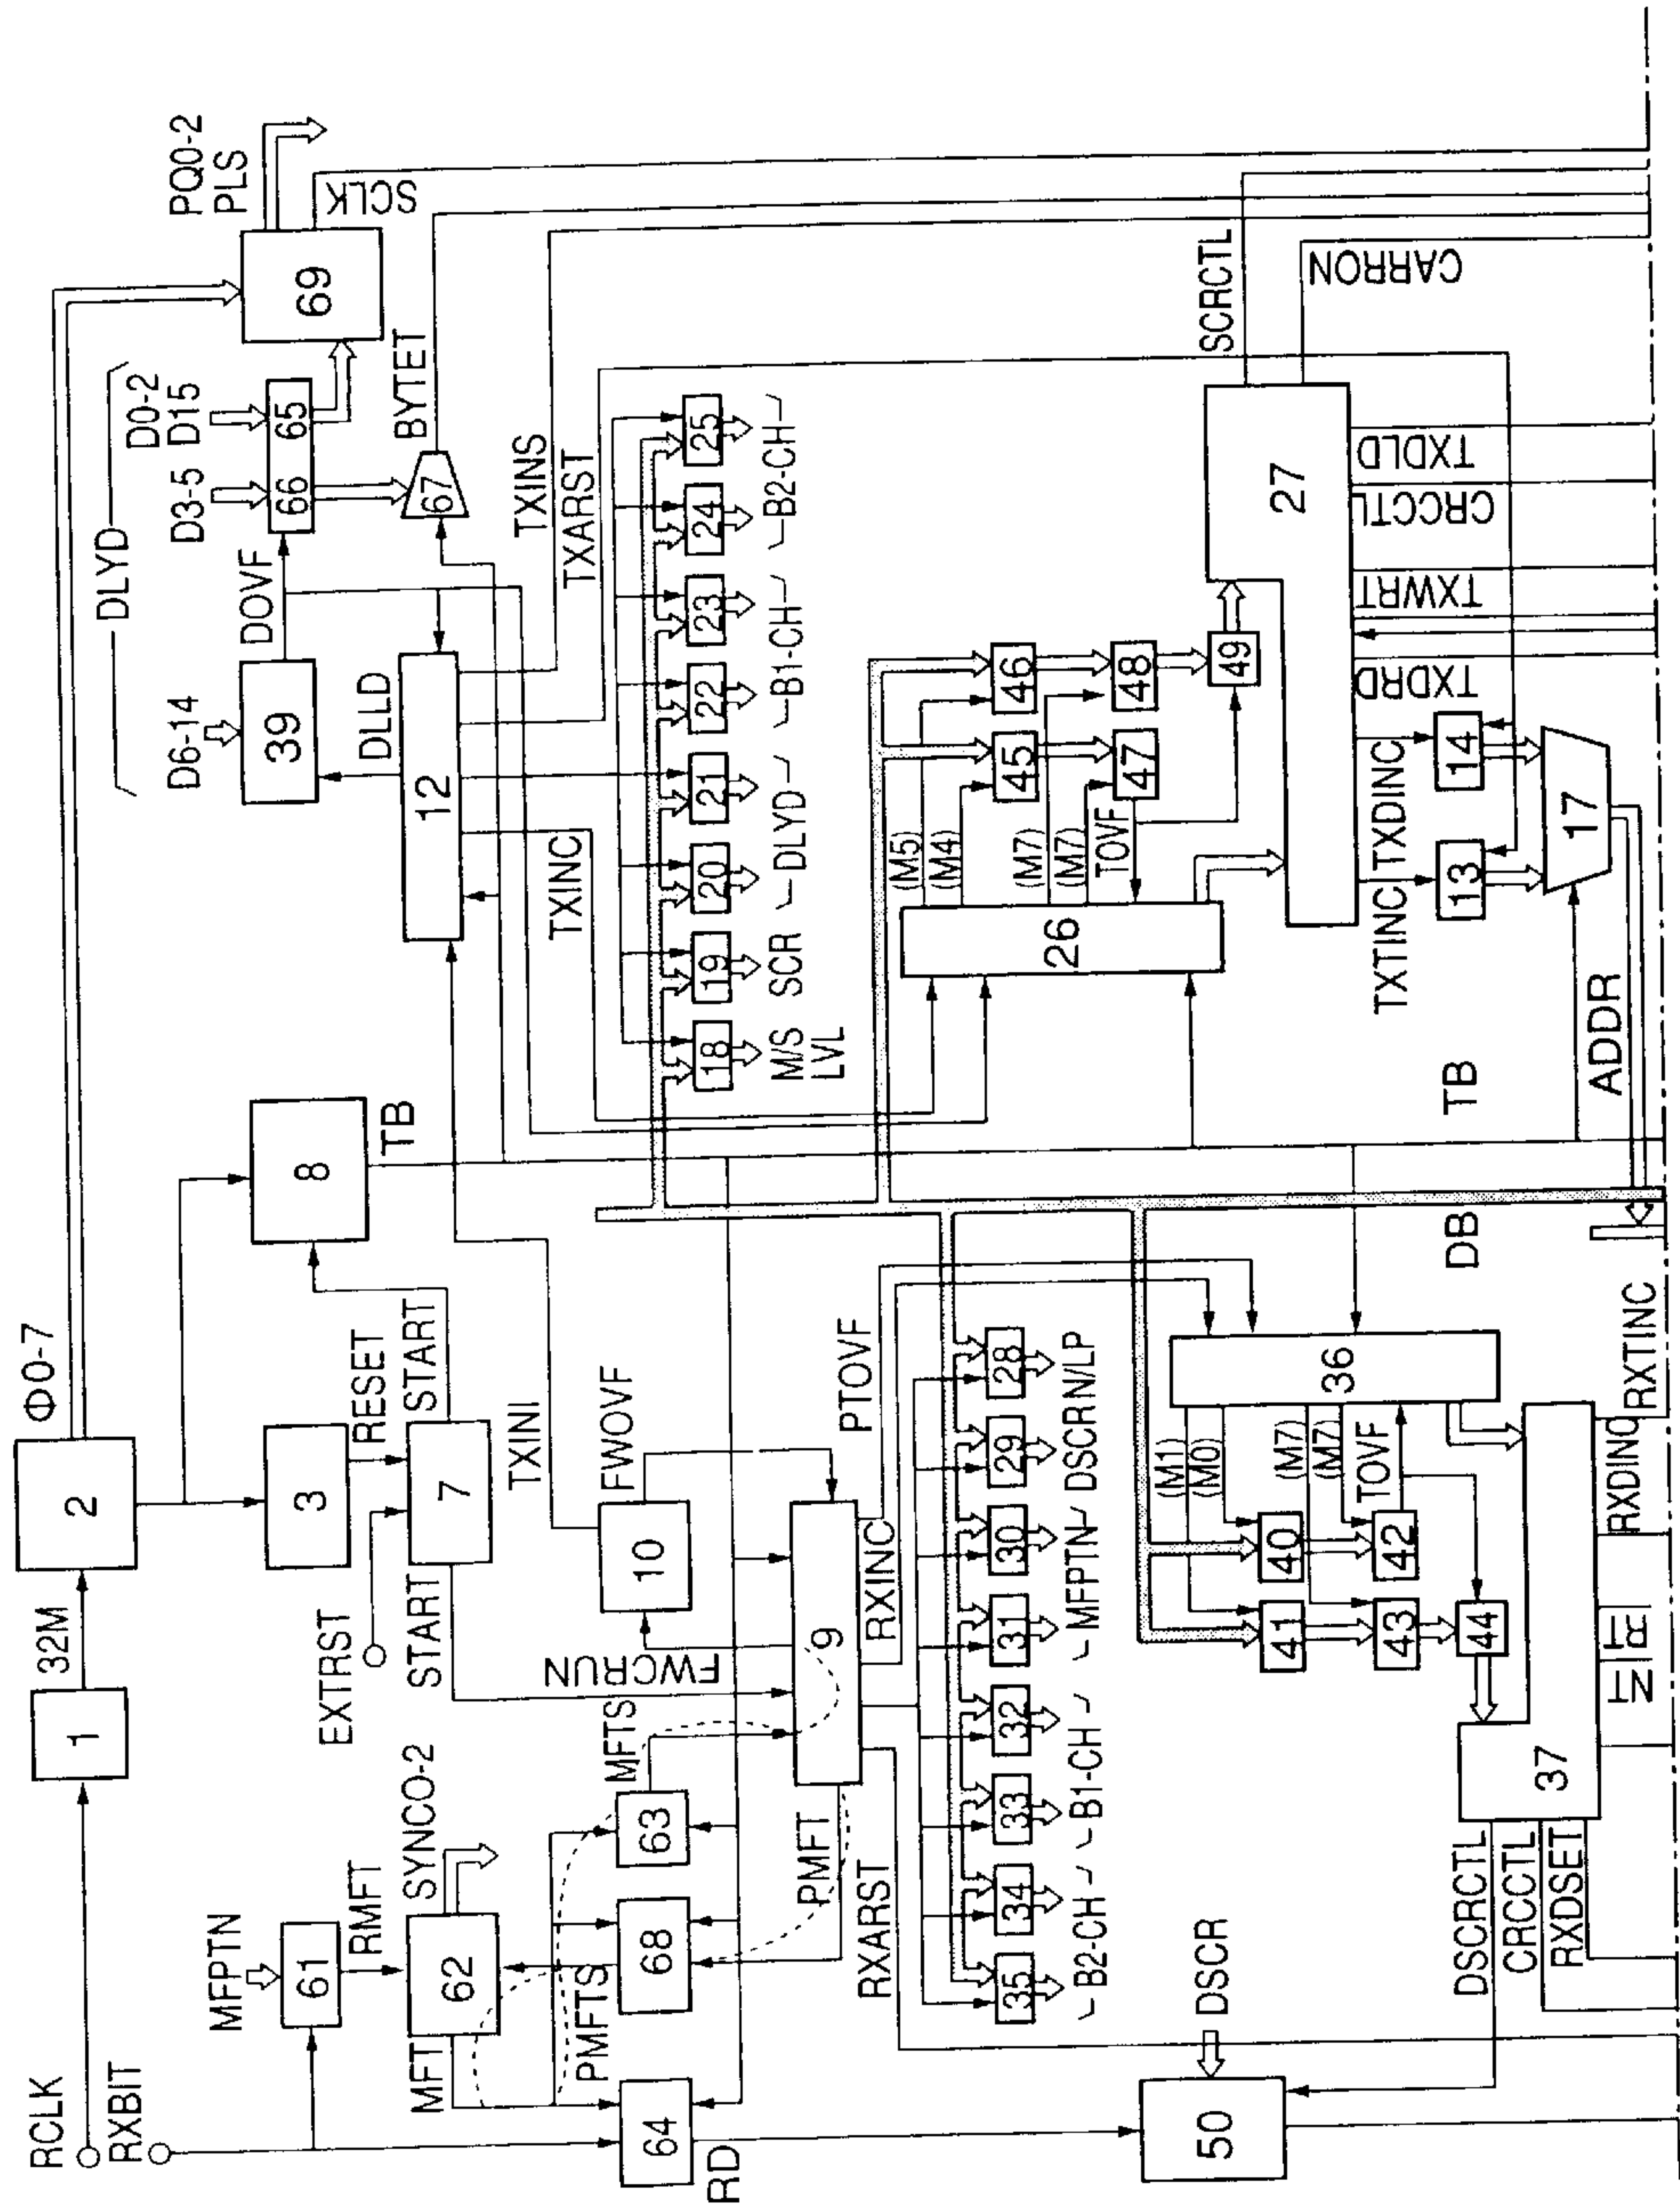 RCLK
RXBIT
1
32M
2
Φ0-7
MFPTN
61
RMFT
62
SYNCO-2
MFT
EXTRST
3
RESET
7
START
START
8
TB
TXINI
D6-14
39
DLYD
D3-5
D0-2
D15
66
65
69
PQ0-2
PLS
SCLK
DOVF
DLLD
12
67
BYTET
TXINS
TXARST
TXINC
64
RD
PMFTS
68
63
MFTS
PMFT
FWCRUN
10
FWOVF
9
RXINC
PTOVF
RXARST
18
19
20
21
22
23
24
25
M/S
LVL
SCR
DLYD
B1-CH
B2-CH
35
34
33
32
31
30
29
28
B2-CH
B1-CH
MFPTN
DSCRN/LP
(M5)
(M4)
(M7)
(M7)
TOVF
26
45
46
47
48
49
27
SCRCTL
CARRON
TXDLD
CRCCTL
TXWRT
TXDRD
TXTINC
TXDINC
13
14
17
ADDR
TB
DB
DSCR
50
DSCRCTL
CRCCTL
RXDSET
37
(M1)
(M0)
(M7)
(M7)
TOVF
41
40
43
42
44
36
RXTINC